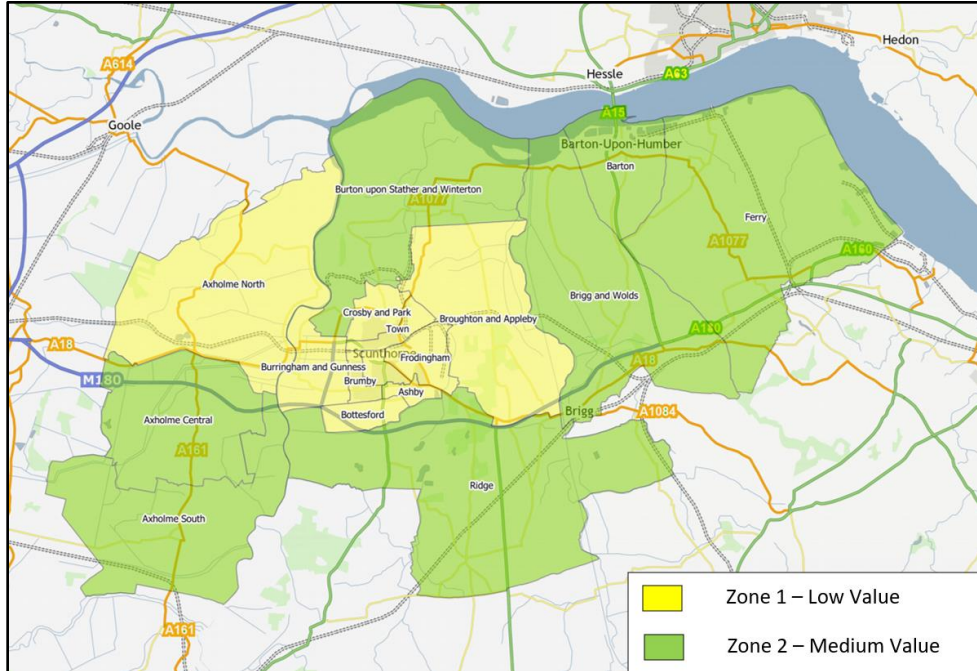 Hedon
A63
Hessle
A614
A15
Goole
Barton-Upon-Humber
Barton
Burton upon Stather and Winterton
A1077
Ferry
A1077
A160
Axholme North
Brigg and Wolds
Crosby and Park
Broughton and Appleby
Town
A180
A18
Scunthorpe
Frodingham
A18
Burringham and Gunness
M180
Brumby
Ashby
Bottesford
Brigg
A1084
Axholme Central
A161
Ridge
Axholme South
A161
Zone 1 – Low Value
Zone 2 – Medium Value